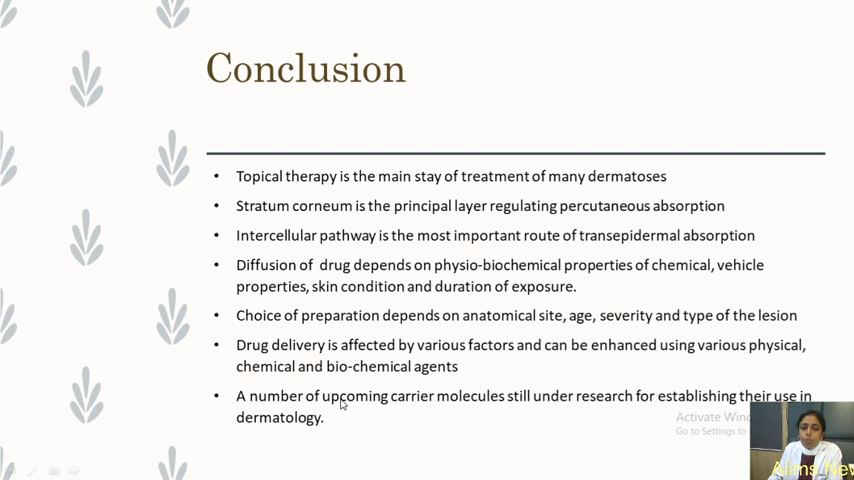 Conclusion
• Topical therapy is the main stay of treatment of many dermatoses
• Stratum corneum is the principal layer regulating percutaneous absorption
• Intercellular pathway is the most important route of transepidermal absorption
• Diffusion of drug depends on physio-biochemical properties of chemical, vehicle
properties, skin condition and duration of exposure.
• Choice of preparation depends on anatomical site, age, severity and type of the lesion
• Drug delivery is affected by various factors and can be enhanced using various physical,
chemical and bio-chemical agents
• A number of upcoming carrier molecules still under research for establishing their use in
dermatology.
Activate Wind
Go to Settings to
Aiims New